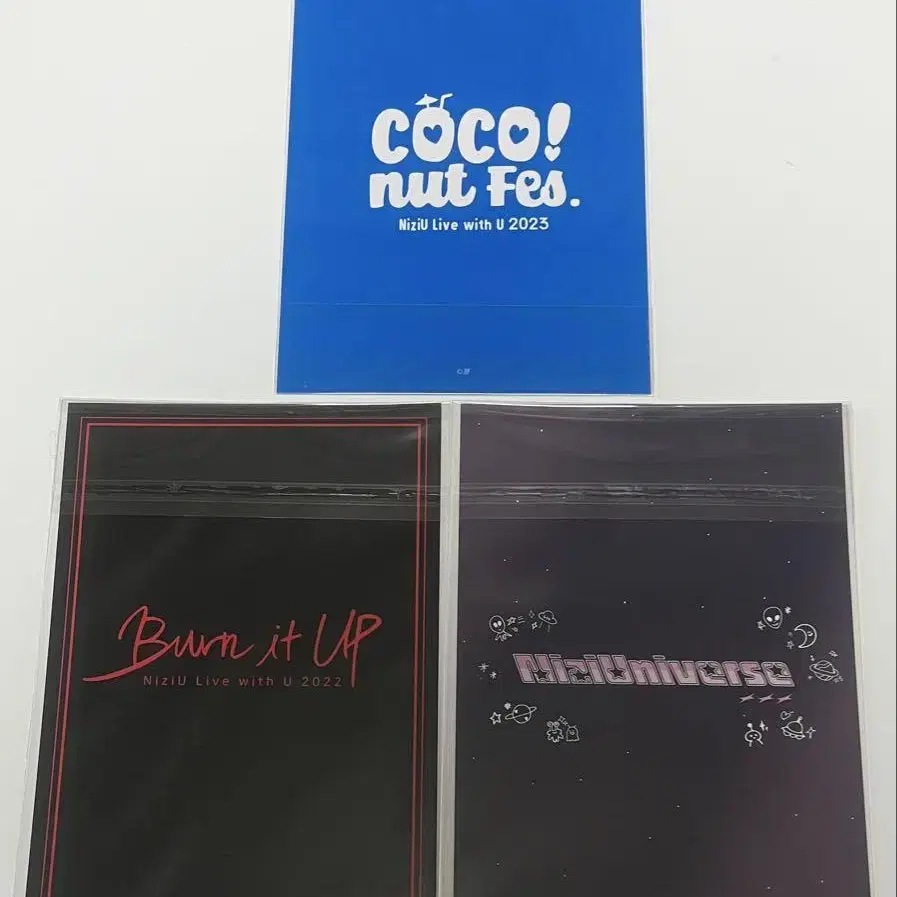 COCO!
nut Fes.
NiziU Live with U 2023
Burn it UP
NiziU Live with U 2022
NiziUniverse